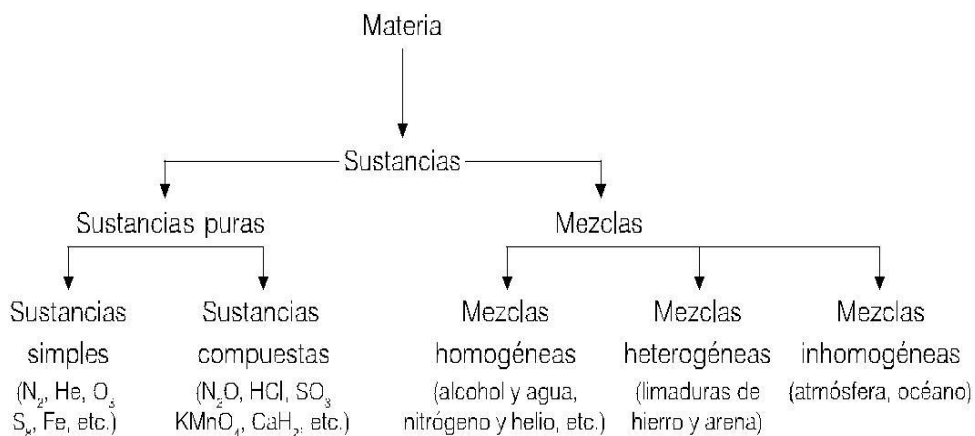 Materia
Sustancias
Sustancias puras
Mezclas
Sustancias
simples
(N₂, He, O₃
S₈, Fe, etc.)
Sustancias
compuestas
(N₂O, HCl, SO₃
KMnO₄, CaH₂, etc.)
Mezclas
homogéneas
(alcohol y agua,
nitrógeno y helio, etc.)
Mezclas
heterogéneas
(limaduras de
hierro y arena)
Mezclas
inhomogéneas
(atmósfera, océano)